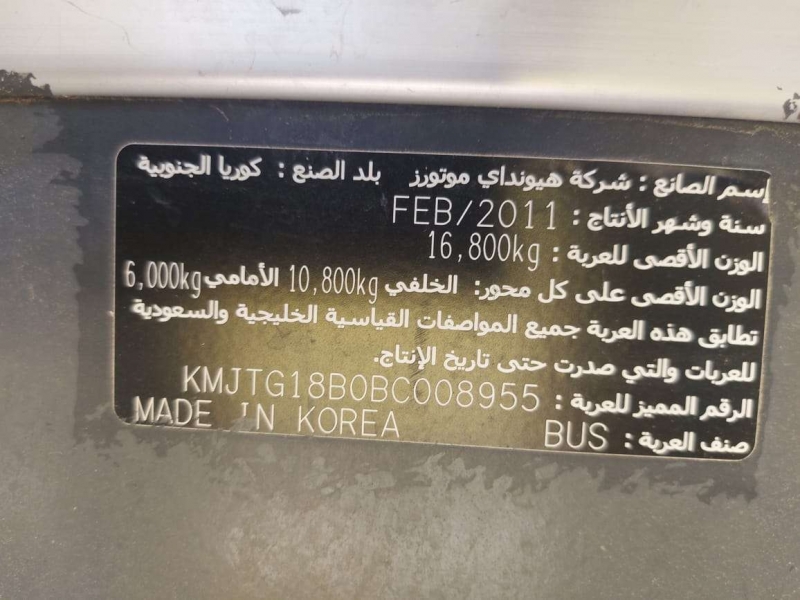 إسم الصانع : شركة هيونداي موتورز بلد الصنع : كوريا الجنوبية
سنة وشهر الأنتاج : FEB/2011
الوزن الأقصى للعربة : 16,800kg
الوزن الأقصى على كل محور: الخلفي 10,800kg الأمامي 6,000kg
تطابق هذه العربة جميع المواصفات القياسية الخليجية والسعودية
للعربات والتي صدرت حتى تاريخ الإنتاج.
الرقم المميز للعربة : KMJTG18B0BC008955
صنف العربة : BUS MADE IN KOREA